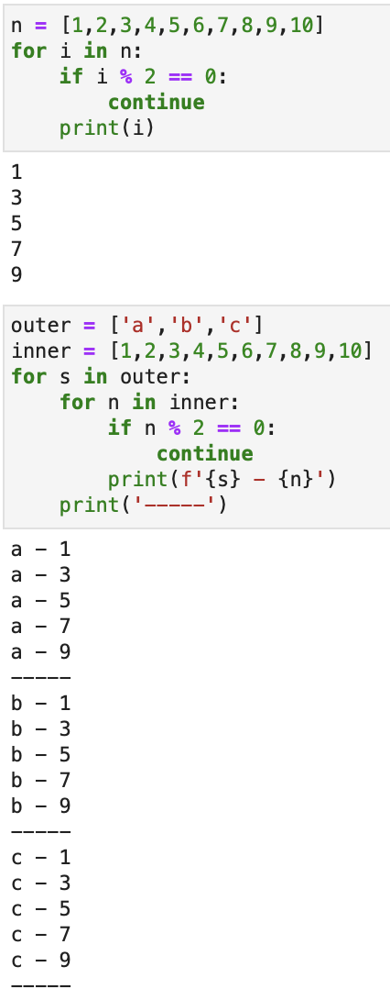 n = [1,2,3,4,5,6,7,8,9,10]
for i in n:
    if i % 2 == 0:
        continue
    print(i)
1
3
5
7
9
outer = ['a','b','c']
inner = [1,2,3,4,5,6,7,8,9,10]
for s in outer:
    for n in inner:
        if n % 2 == 0:
            continue
        print(f'{s} - {n}')
    print('-----')
a - 1
a - 3
a - 5
a - 7
a - 9
-----
b - 1
b - 3
b - 5
b - 7
b - 9
-----
c - 1
c - 3
c - 5
c - 7
c - 9
-----